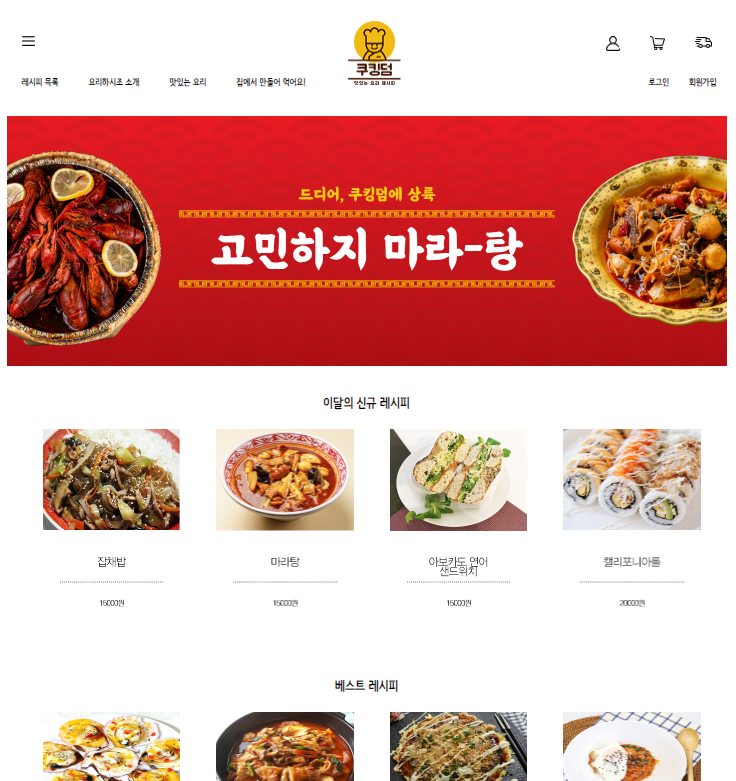 쿠킹덤
맛있는 요리 레시피
레시피 목록 요리하시조 소개 맛있는 요리 집에서 만들어 먹어요!
로그인 회원가입
드디어, 쿠킹덤에 상륙
고민하지 마라-탕
이달의 신규 레시피
잡채밥
15000원
마라탕
15000원
아보카도 연어
샌드위치
15000원
캘리포니아롤
20000원
베스트 레시피